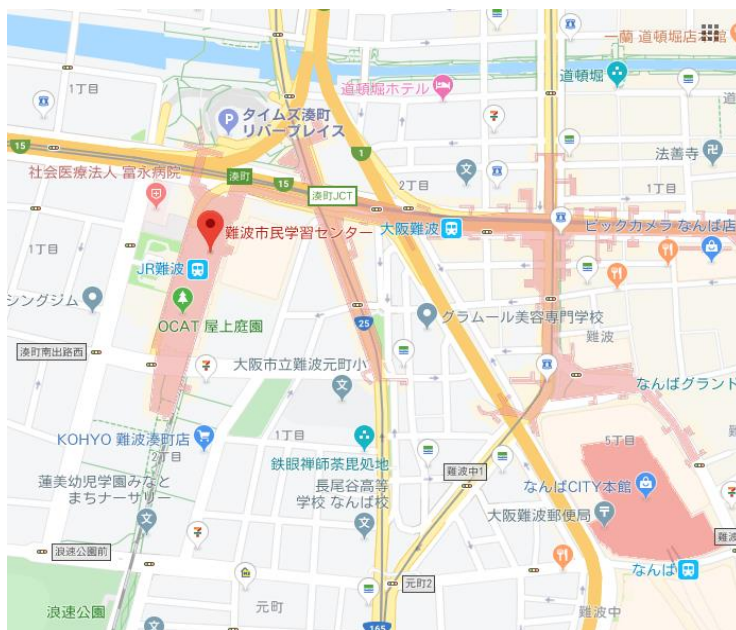 一蘭 道頓堀店本館
1丁目
道頓堀ホテル
道頓堀
タイムズ湊町
リバープレイス
15
1
法善寺
社会医療法人 富永病院
湊町
15
湊町JCT
2丁目
1丁目
難波市民学習センター
大阪難波
ビックカメラ なんば店
1丁目
JR難波
シングジム
OCAT 屋上庭園
25
グラムール美容専門学校
難波
湊町南出路西
大阪市立難波元町小
なんばグランド
KOHYO 難波湊町店
1丁目
5丁目
2丁目
鉄眼禅師荼毘処地
難波中1
なんばCITY本館
蓮美幼児学園みなと
まちナーサリー
長尾谷高等
学校 なんば校
大阪難波郵便局
浪速公園前
難波
なんば
元町2
浪速公園
元町
難波中
165